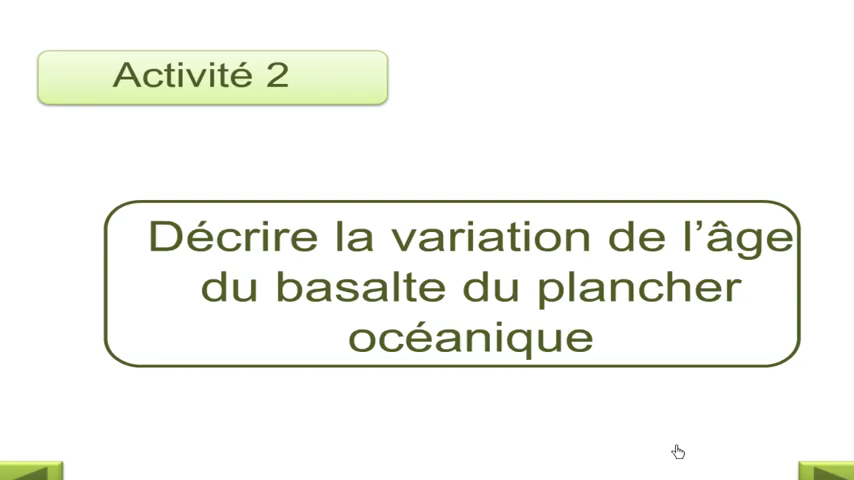 Activité 2
Décrire la variation de l’âge
du basalte du plancher
océanique